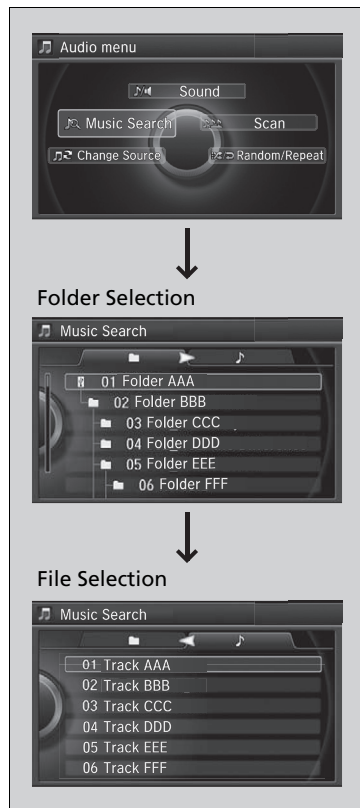 Audio menu
Sound
Music Search
Scan
Change Source
Random/Repeat
Folder Selection
Music Search
01 Folder AAA
02 Folder BBB
03 Folder CCC
04 Folder DDD
05 Folder EEE
06 Folder FFF
File Selection
Music Search
01 Track AAA
02 Track BBB
03 Track CCC
04 Track DDD
05 Track EEE
06 Track FFF